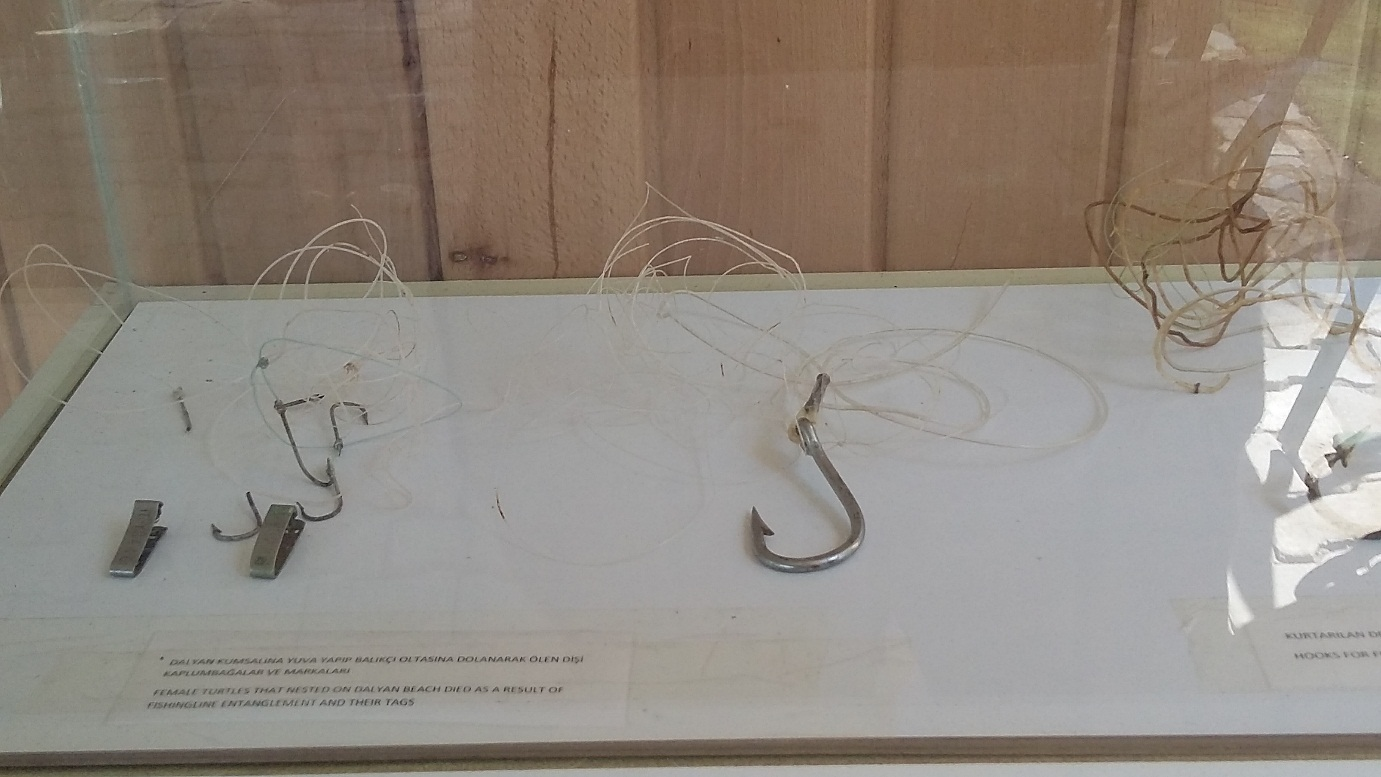 * DALYAN KUMSALINA YUVA YAPIP BALIKÇI OLTASINA DOLANARAK ÖLEN DİŞİ
KAPLUMBAĞALAR VE MARKALARI
FEMALE TURTLES THAT NESTED ON DALYAN BEACH DIED AS A RESULT OF
FISHINGLINE ENTANGLEMENT AND THEIR TAGS
KURTARILAN
HOOKS FOR